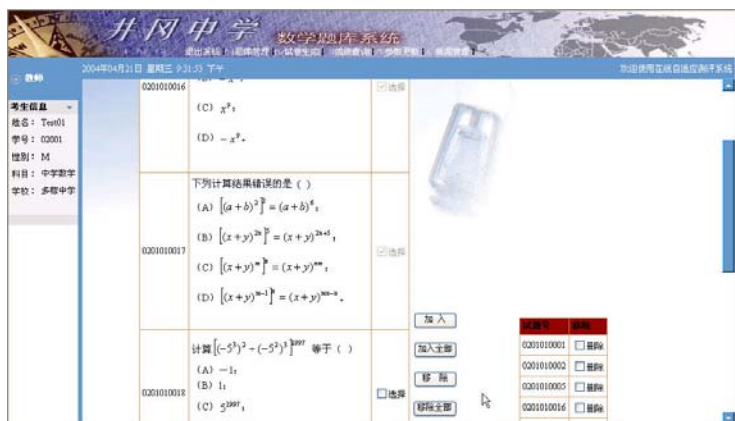 井冈中学 数学题库系统
2004年04月21日 星期三 9:31:53 下午
欢迎使用在线自适应测评系统
教师
考生信息
姓名： Test01
学号： 02001
性别： M
科目： 中学数学
学校：
0201010016
(C) x⁹；
(D) －x⁹。
选择
0201010017
下列计算结果错误的是（ ）
(A) [(a+b)²]³=(a+b)⁶；
(B) [(x+y)²ⁿ]⁵=(x+y)²ⁿ⁺⁵；
(C) [(x+y)ᵐ]ⁿ=(x+y)ᵐⁿ；
(D) [(x+y)ᵐ⁻¹]ⁿ=(x+y)ᵐⁿ⁻ⁿ。
选择
0201010018
计算[(-5³)²÷(-5²)³]¹⁹⁹⁷ 等于（ ）
(A) －1；
(B) 1；
(C) 5¹⁹⁹⁷；
选择
加 入
加入全部
移 除
移除全部
试题号 删除
0201010001 删除
0201010002 删除
0201010005 删除
0201010016 删除